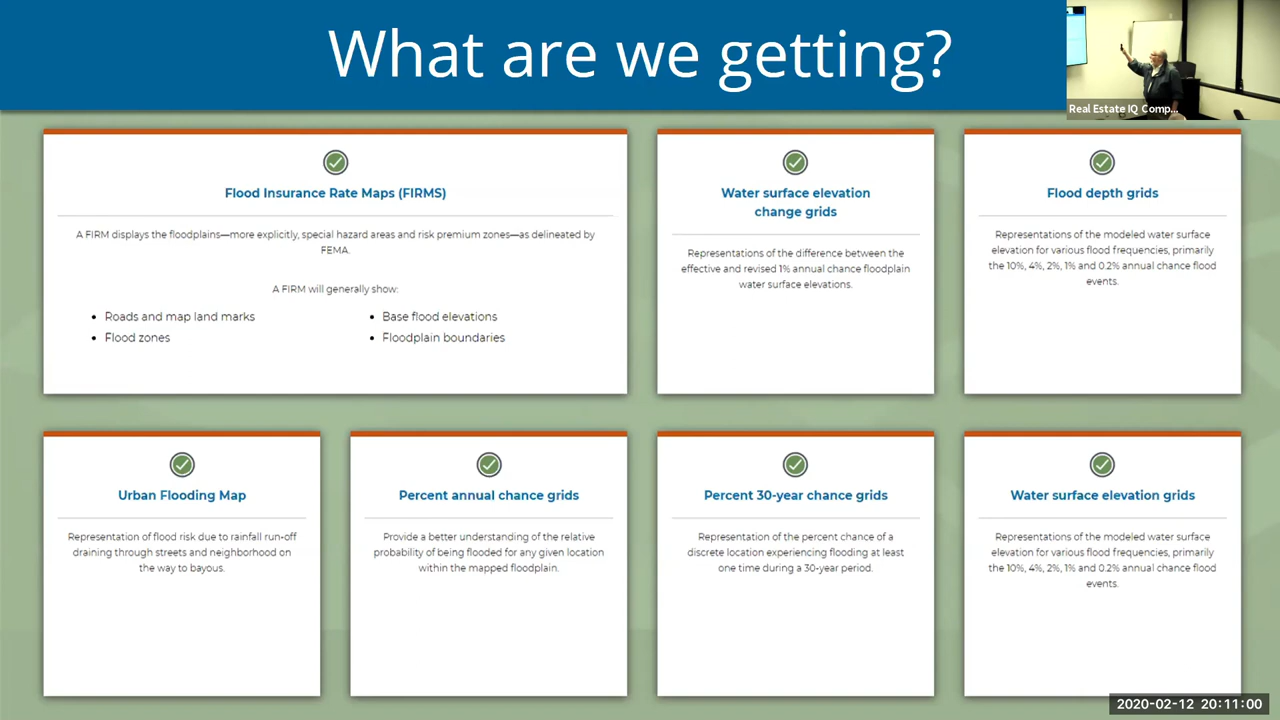 What are we getting?
Real Estate IQ Comp...
Flood Insurance Rate Maps (FIRMS)
A FIRM displays the floodplains—more explicitly, special hazard areas and risk premium zones—as delineated by
FEMA.
A FIRM will generally show:
• Roads and map land marks
• Flood zones
• Base flood elevations
• Floodplain boundaries
Water surface elevation
change grids
Representations of the difference between the
effective and revised 1% annual chance floodplain
water surface elevations.
Flood depth grids
Representations of the modeled water surface
elevation for various flood frequencies, primarily
the 10%, 4%, 2%, 1% and 0.2% annual chance flood
events.
Urban Flooding Map
Representation of flood risk due to rainfall run-off
draining through streets and neighborhood on
the way to bayous.
Percent annual chance grids
Provide a better understanding of the relative
probability of being flooded for any given location
within the mapped floodplain.
Percent 30-year chance grids
Representation of the percent chance of a
discrete location experiencing flooding at least
one time during a 30-year period.
Water surface elevation grids
Representations of the modeled water surface
elevation for various flood frequencies, primarily
the 10%, 4%, 2%, 1% and 0.2% annual chance flood
events.
2020-02-12 20:11:00